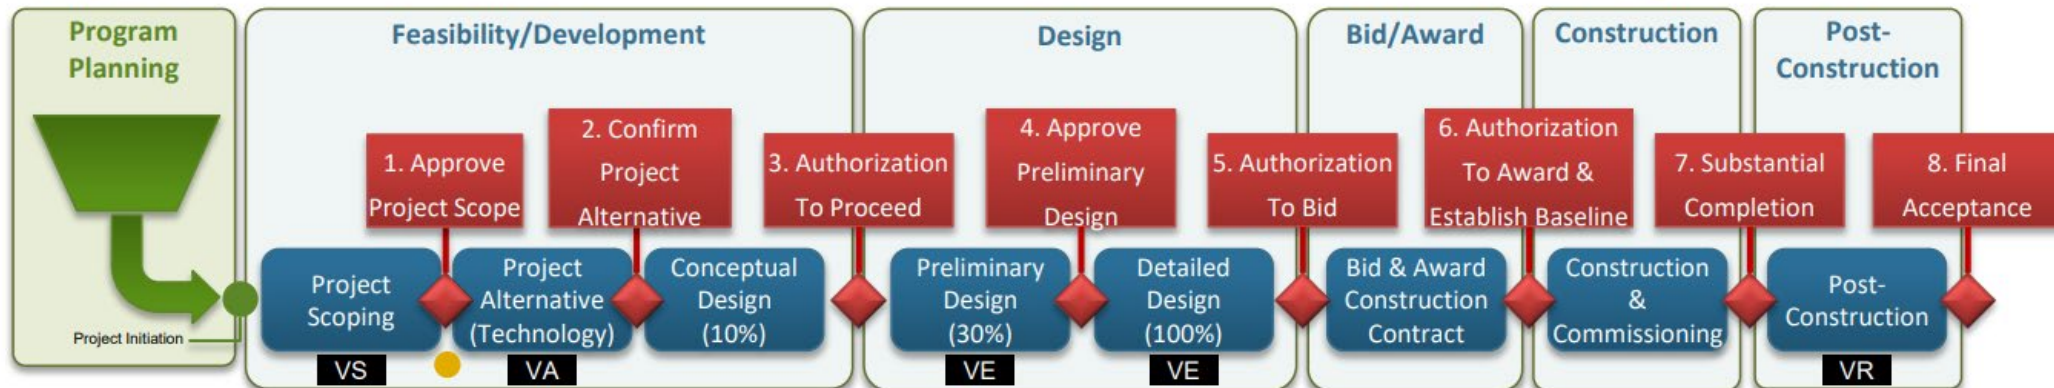 Program
Planning
Project Initiation
Feasibility/Development
1. Approve
Project Scope
2. Confirm
Project
Alternative
3. Authorization
To Proceed
Project
Scoping
VS
Project
Alternative
(Technology)
VA
Conceptual
Design
(10%)
Design
4. Approve
Preliminary
Design
5. Authorization
To Bid
Preliminary
Design
(30%)
VE
Detailed
Design
(100%)
VE
Bid/Award
6. Authorization
To Award &
Establish Baseline
Bid & Award
Construction
Contract
Construction
7. Substantial
Completion
Construction
&
Commissioning
Post-
Construction
8. Final
Acceptance
Post-
Construction
VR